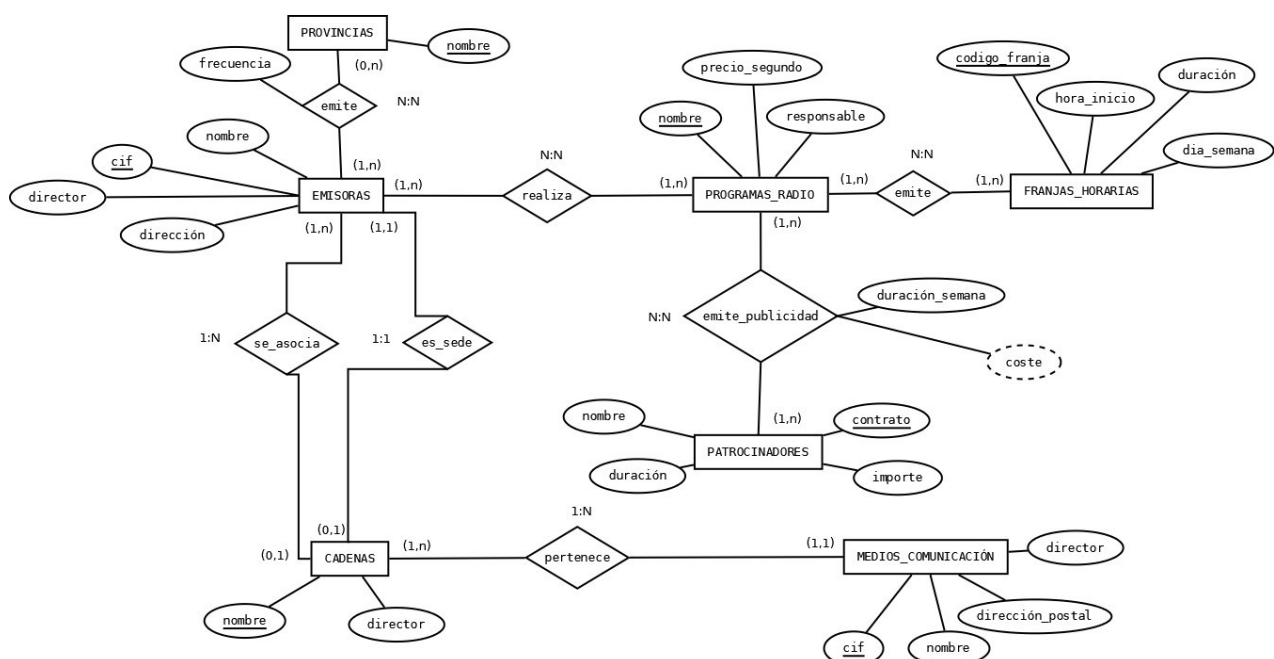 PROVINCIAS
nombre
(0,n)
frecuencia
emite
N:N
nombre
cif
director
dirección
(1,n)
EMISORAS
(1,n)
(1,n)
(1,1)
N:N
realiza
precio_segundo
nombre
responsable
(1,n)
PROGRAMAS_RADIO
(1,n)
(1,n)
N:N
emite
codigo_franja
hora_inicio
duración
dia_semana
(1,n)
FRANJAS_HORARIAS
1:N
se_asocia
1:1
es_sede
N:N
emite_publicidad
duración_semana
coste
nombre
(1,n)
contrato
PATROCINADORES
duración
importe
(0,1)
(0,1)
CADENAS
(1,n)
nombre
director
1:N
pertenece
(1,1)
MEDIOS_COMUNICACIÓN
director
dirección_postal
cif
nombre